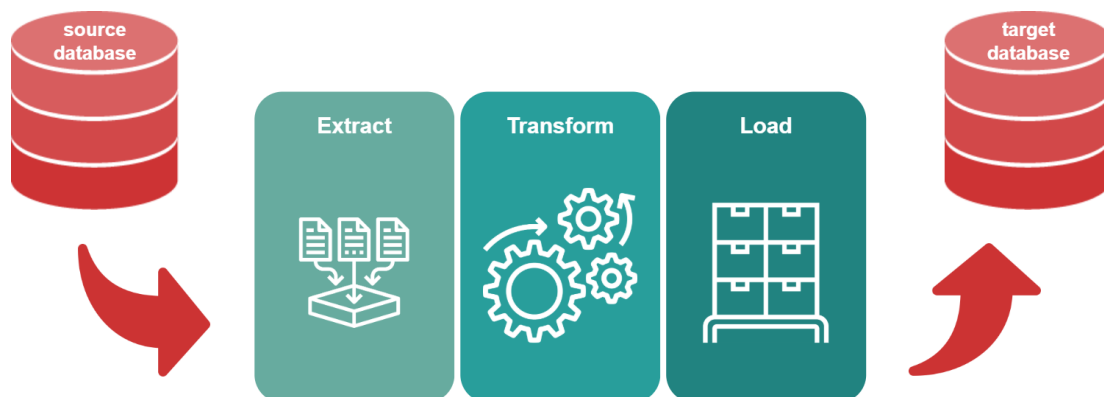 source
database
Extract
Transform
Load
target
database